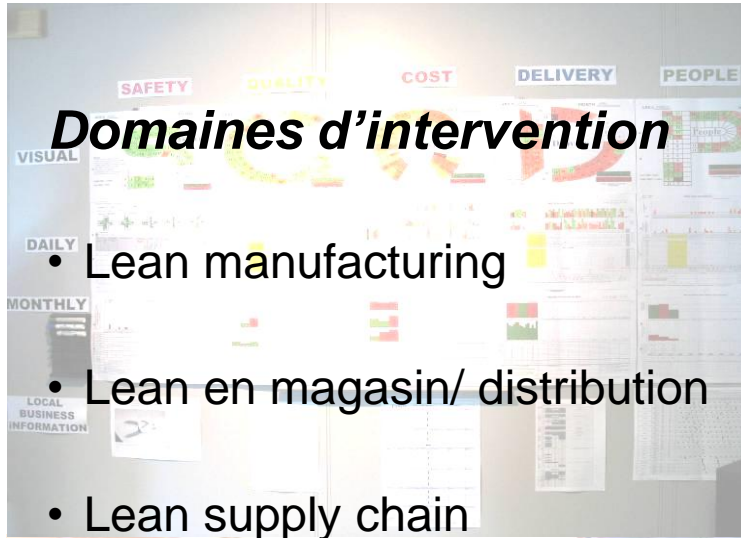 SAFETY QUALITY COST DELIVERY PEOPLE
Domaines d’intervention
VISUAL
People
DAILY
• Lean manufacturing
MONTHLY
• Lean en magasin/ distribution
LOCAL
BUSINESS
INFORMATION
• Lean supply chain